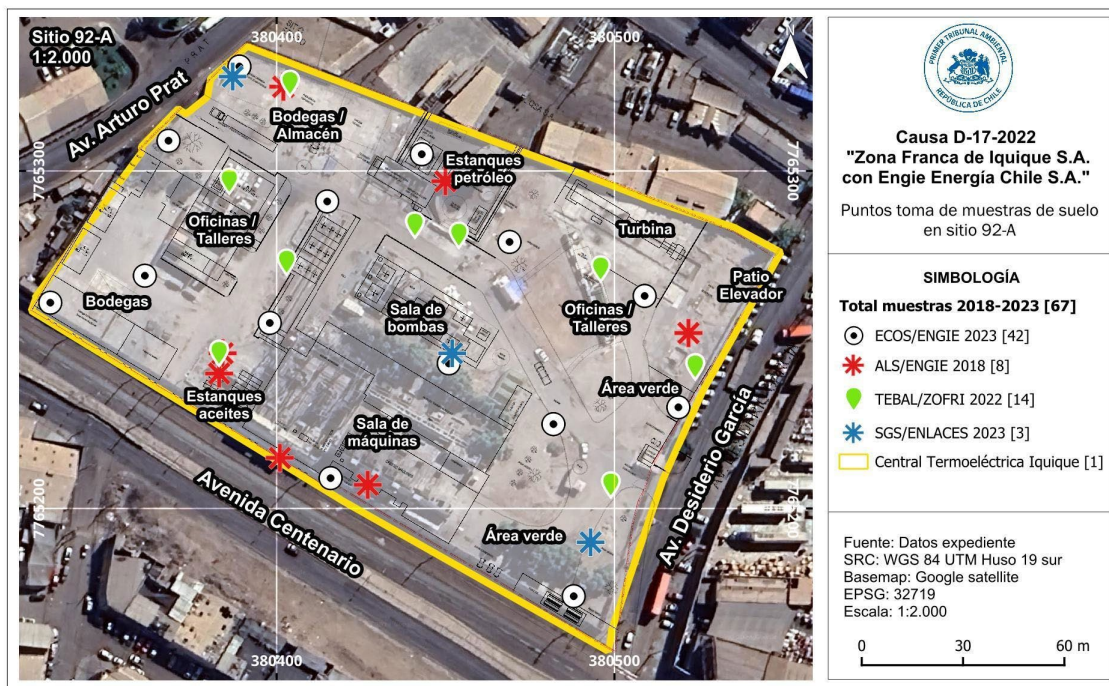 Sitio 92-A
1:2.000
380400
380500
PRAT
Av. Arturo Prat
Bodegas /
Almacén
Estanques
petróleo
7765300
7765300
Oficinas /
Talleres
Turbina
Patio
Elevador
Bodegas
Sala de
bombas
Oficinas /
Talleres
Área verde
Estanques
aceites
Sala de
máquinas
Avenida Centenario
Av. Desiderio García
7765200
7765200
Área verde
380400
380500
N
PRIMER TRIBUNAL AMBIENTAL
REPÚBLICA DE CHILE
Causa D-17-2022
"Zona Franca de Iquique S.A.
con Engie Energía Chile S.A."
Puntos toma de muestras de suelo
en sitio 92-A
SIMBOLOGÍA
Total muestras 2018-2023 [67]
ECOS/ENGIE 2023 [42]
ALS/ENGIE 2018 [8]
TEBAL/ZOFRI 2022 [14]
SGS/ENLACES 2023 [3]
Central Termoeléctrica Iquique [1]
Fuente: Datos expediente
SRC: WGS 84 UTM Huso 19 sur
Basemap: Google satellite
EPSG: 32719
Escala: 1:2.000
0 30 60 m